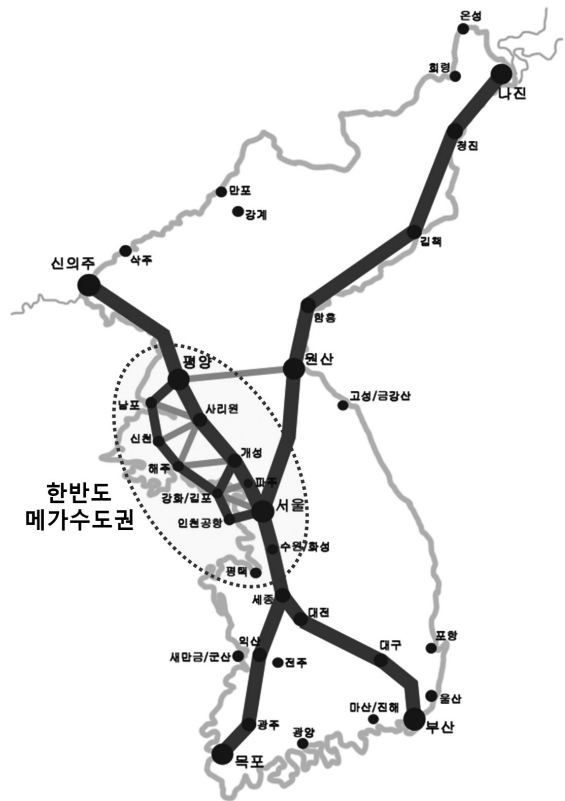 온성
회령
나진
청진
만포
강계
김책
신의주
삭주
함흥
평양
원산
남포
사리원
고성/금강산
신천
개성
해주
파주
한반도
메가수도권
강화/김포
서울
인천공항
수원/화성
평택
세종
대전
익산
대구
포항
새만금/군산
전주
울산
마산/진해
광주
광양
부산
목포